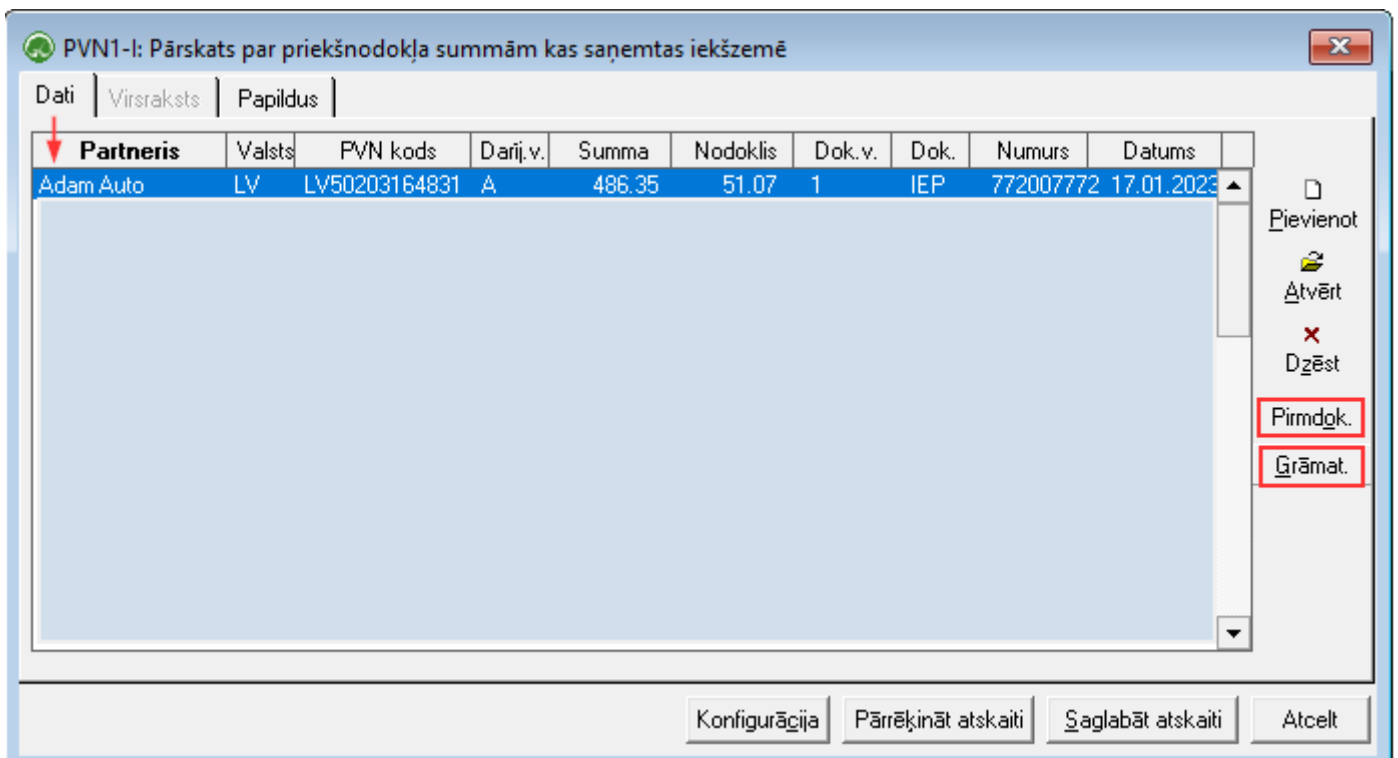 PVN1-I: Pārskats par priekšnodokļa summām kas saņemtas iekšzemē
Dati Virsraksts Papildus
Partneris Valsts PVN kods Darīj.v. Summa Nodoklis Dok.v. Dok. Numurs Datums
Adam Auto LV LV50203164831 A 486.35 51.07 1 IEP 772007772 17.01.2023
Pievienot
Atvērt
Dzēst
Pirmdok.
Grāmat.
Konfigurācija Pārrēķināt atskaiti Saglabāt atskaiti Atcelt